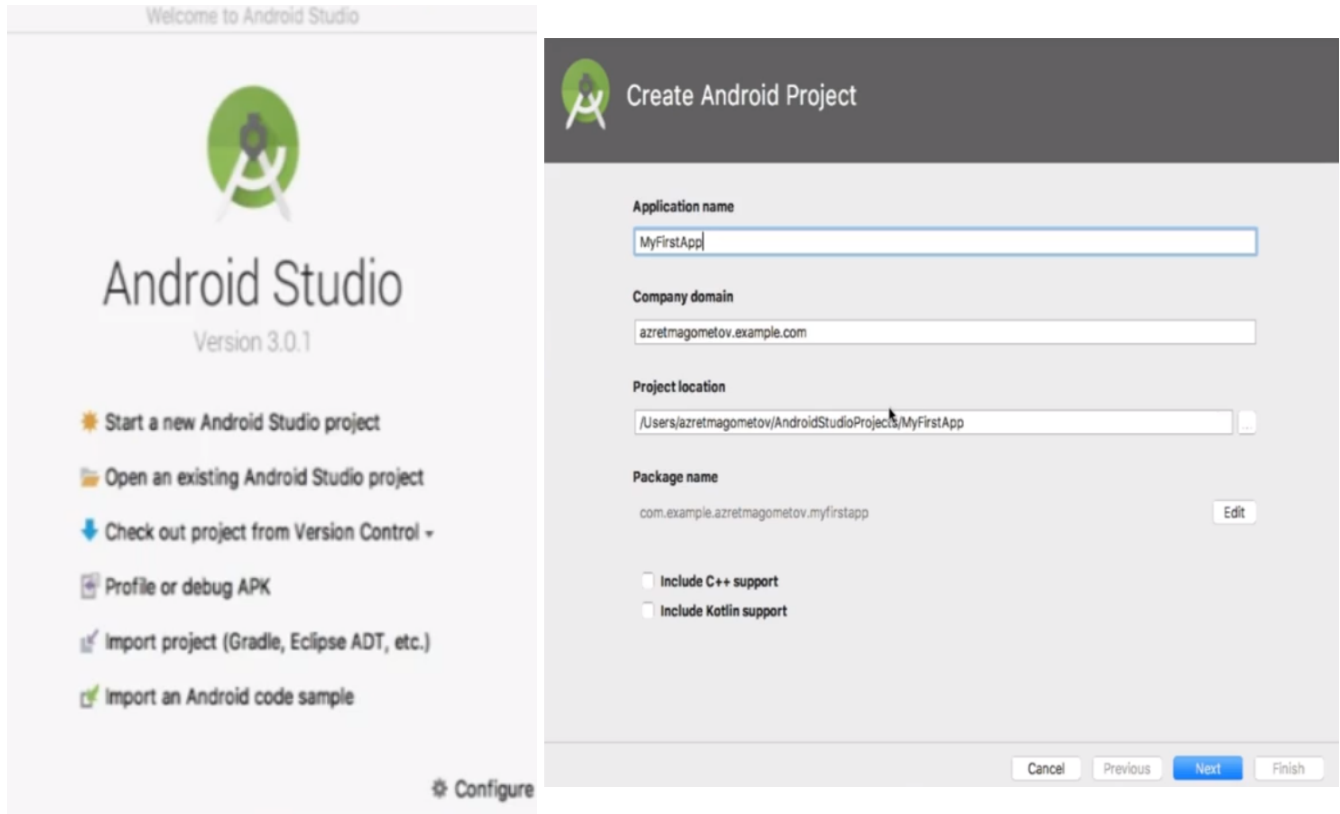 Welcome to Android Studio
Android Studio
Version 3.0.1
Start a new Android Studio project
Open an existing Android Studio project
Check out project from Version Control
Profile or debug APK
Import project (Gradle, Eclipse ADT, etc.)
Import an Android code sample
Configure
Create Android Project
Application name
MyFirstApp
Company domain
azretmagometov.example.com
Project location
/Users/azretmagometov/AndroidStudioProjects/MyFirstApp
...
Package name
com.example.azretmagometov.myfirstapp
Edit
Include C++ support
Include Kotlin support
Cancel
Previous
Next
Finish